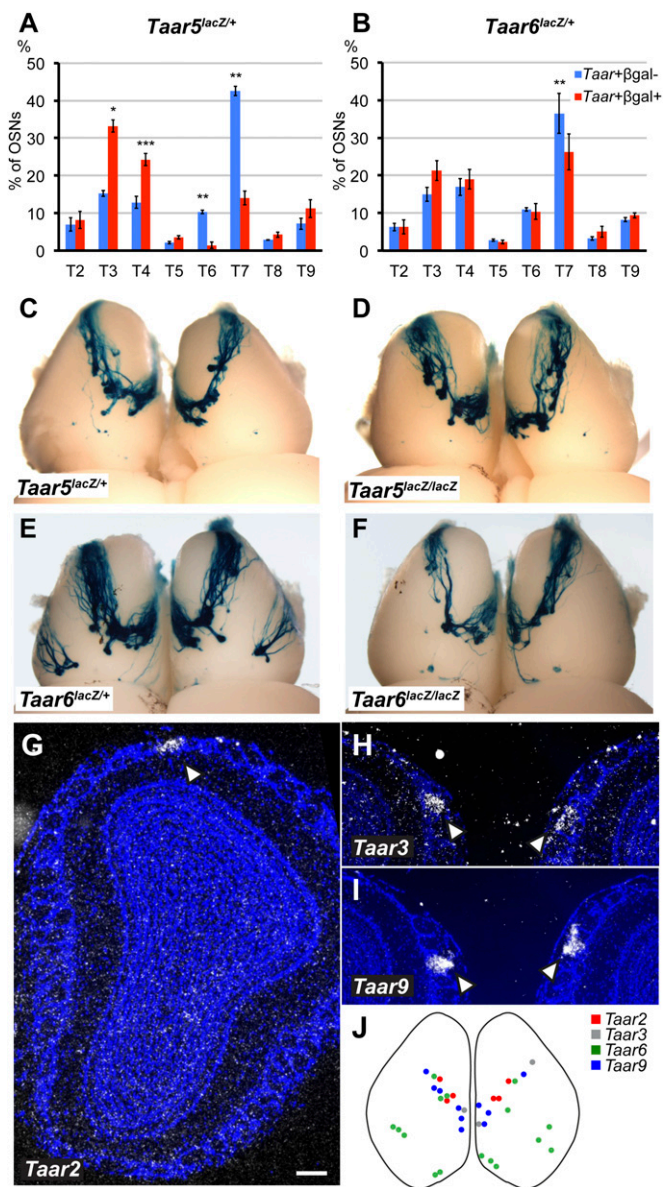 A Taar5lacZ/+
B Taar6lacZ/+
%
50
40
30
20
10
0
% of OSNs
* *** ** **
T2 T3 T4 T5 T6 T7 T8 T9
%
50
40
30
20
10
0
% of OSNs
**
Taar+βgal-
Taar+βgal+
T2 T3 T4 T5 T6 T7 T8 T9
C
Taar5lacZ/+
D
Taar5lacZ/lacZ
E
Taar6lacZ/+
F
Taar6lacZ/lacZ
G
Taar2
H
Taar3
I
Taar9
J
Taar2
Taar3
Taar6
Taar9